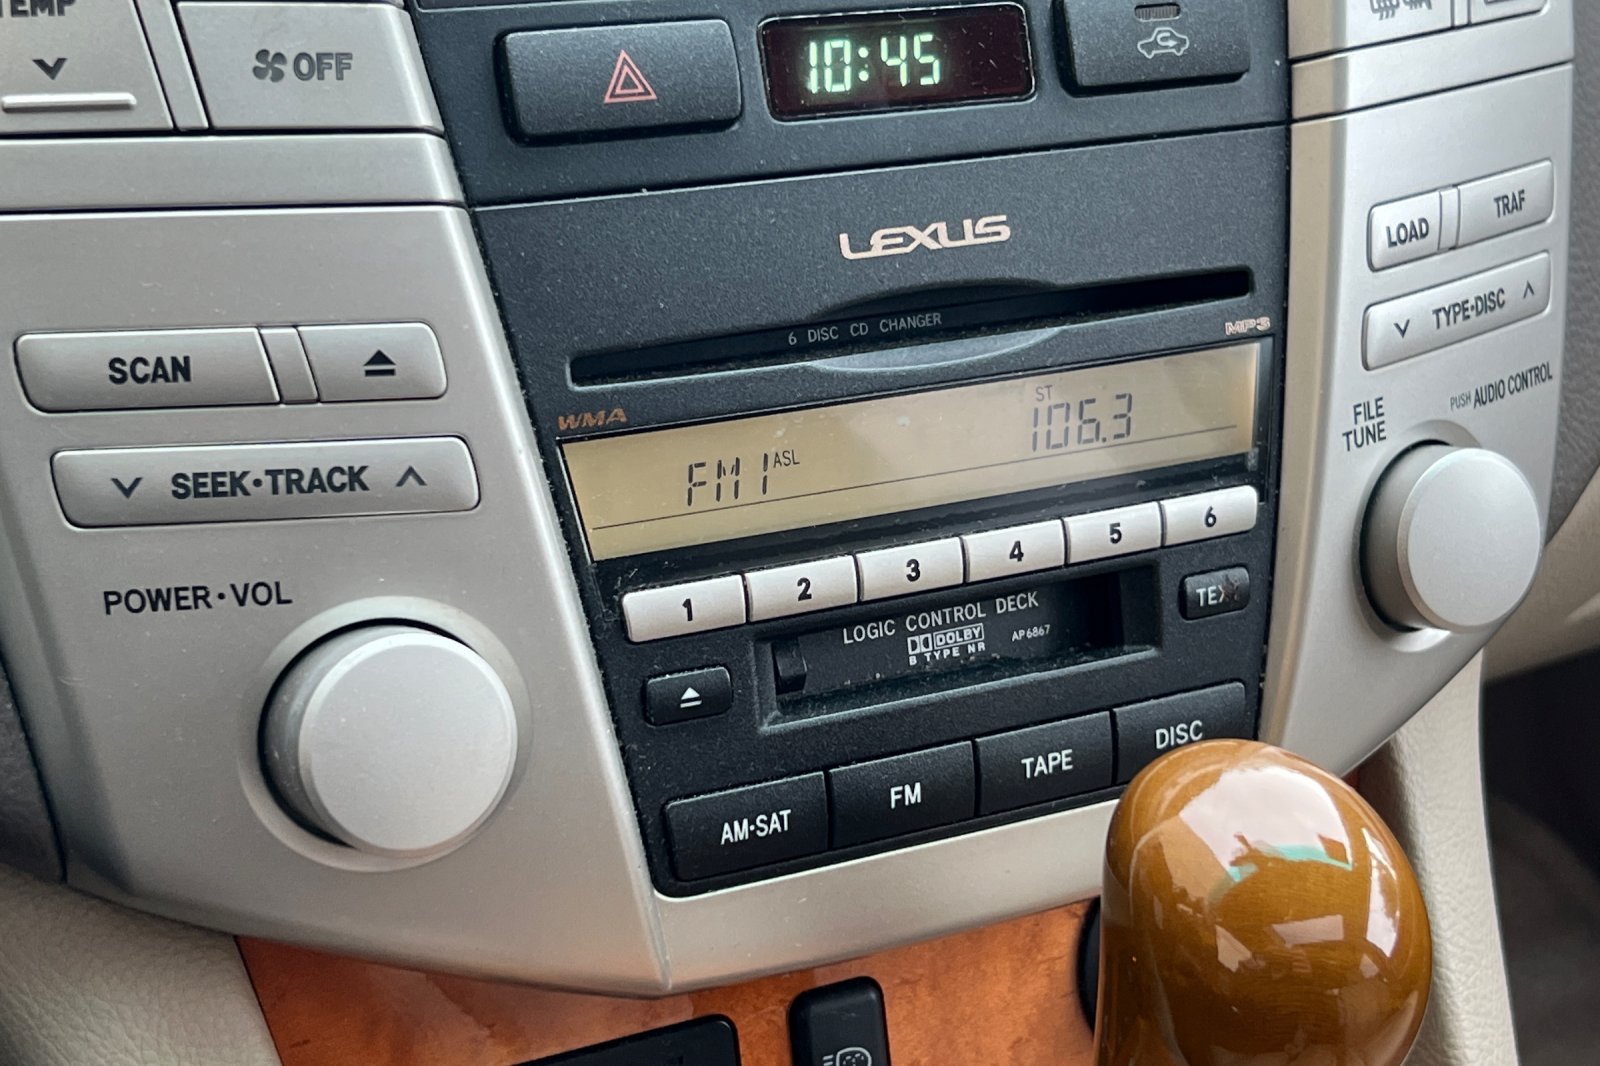 TEMP
OFF
10:45
LEXUS
LOAD
TRAF
TYPE•DISC
6 DISC CD CHANGER
MP3
SCAN
WMA
SEEK•TRACK
FM1 ASL
ST
106.3
FILE
TUNE
PUSH AUDIO CONTROL
POWER•VOL
1 2 3 4 5 6
LOGIC CONTROL DECK
DOLBY
B TYPE NR
AP6867
TEXT
AM•SAT
FM
TAPE
DISC